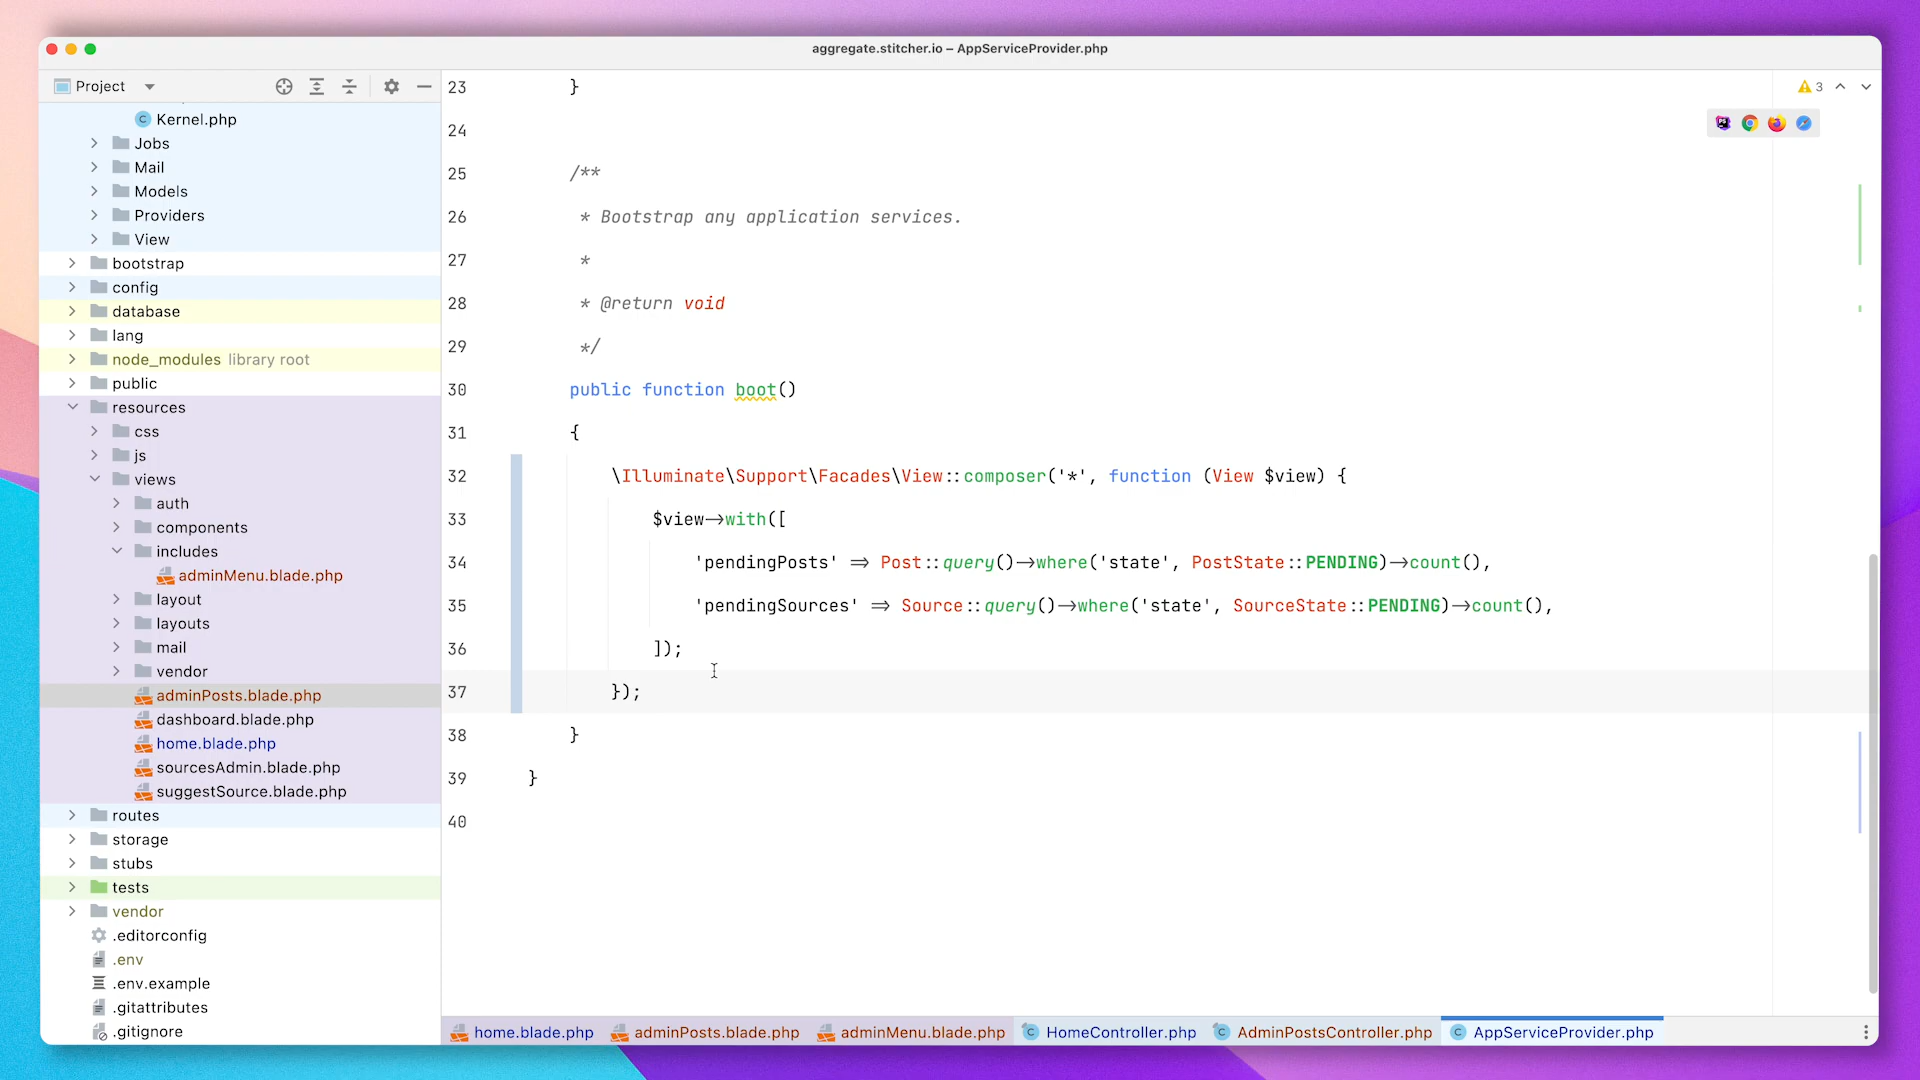 aggregate.stitcher.io – AppServiceProvider.php
Project
Kernel.php
Jobs
Mail
Models
Providers
View
bootstrap
config
database
lang
node_modules library root
public
resources
css
js
views
auth
components
includes
adminMenu.blade.php
layout
layouts
mail
vendor
adminPosts.blade.php
dashboard.blade.php
home.blade.php
sourcesAdmin.blade.php
suggestSource.blade.php
routes
storage
stubs
tests
vendor
.editorconfig
.env
.env.example
.gitattributes
.gitignore
3
23 }
24
25 /**
26 * Bootstrap any application services.
27 *
28 * @return void
29 */
30 public function boot()
31 {
32 \Illuminate\Support\Facades\View::composer('*', function (View $view) {
33 $view->with([
34 'pendingPosts' => Post::query()->where('state', PostState::PENDING)->count(),
35 'pendingSources' => Source::query()->where('state', SourceState::PENDING)->count(),
36 ]);
37 });
38 }
39 }
40
home.blade.php adminPosts.blade.php adminMenu.blade.php HomeController.php AdminPostsController.php AppServiceProvider.php